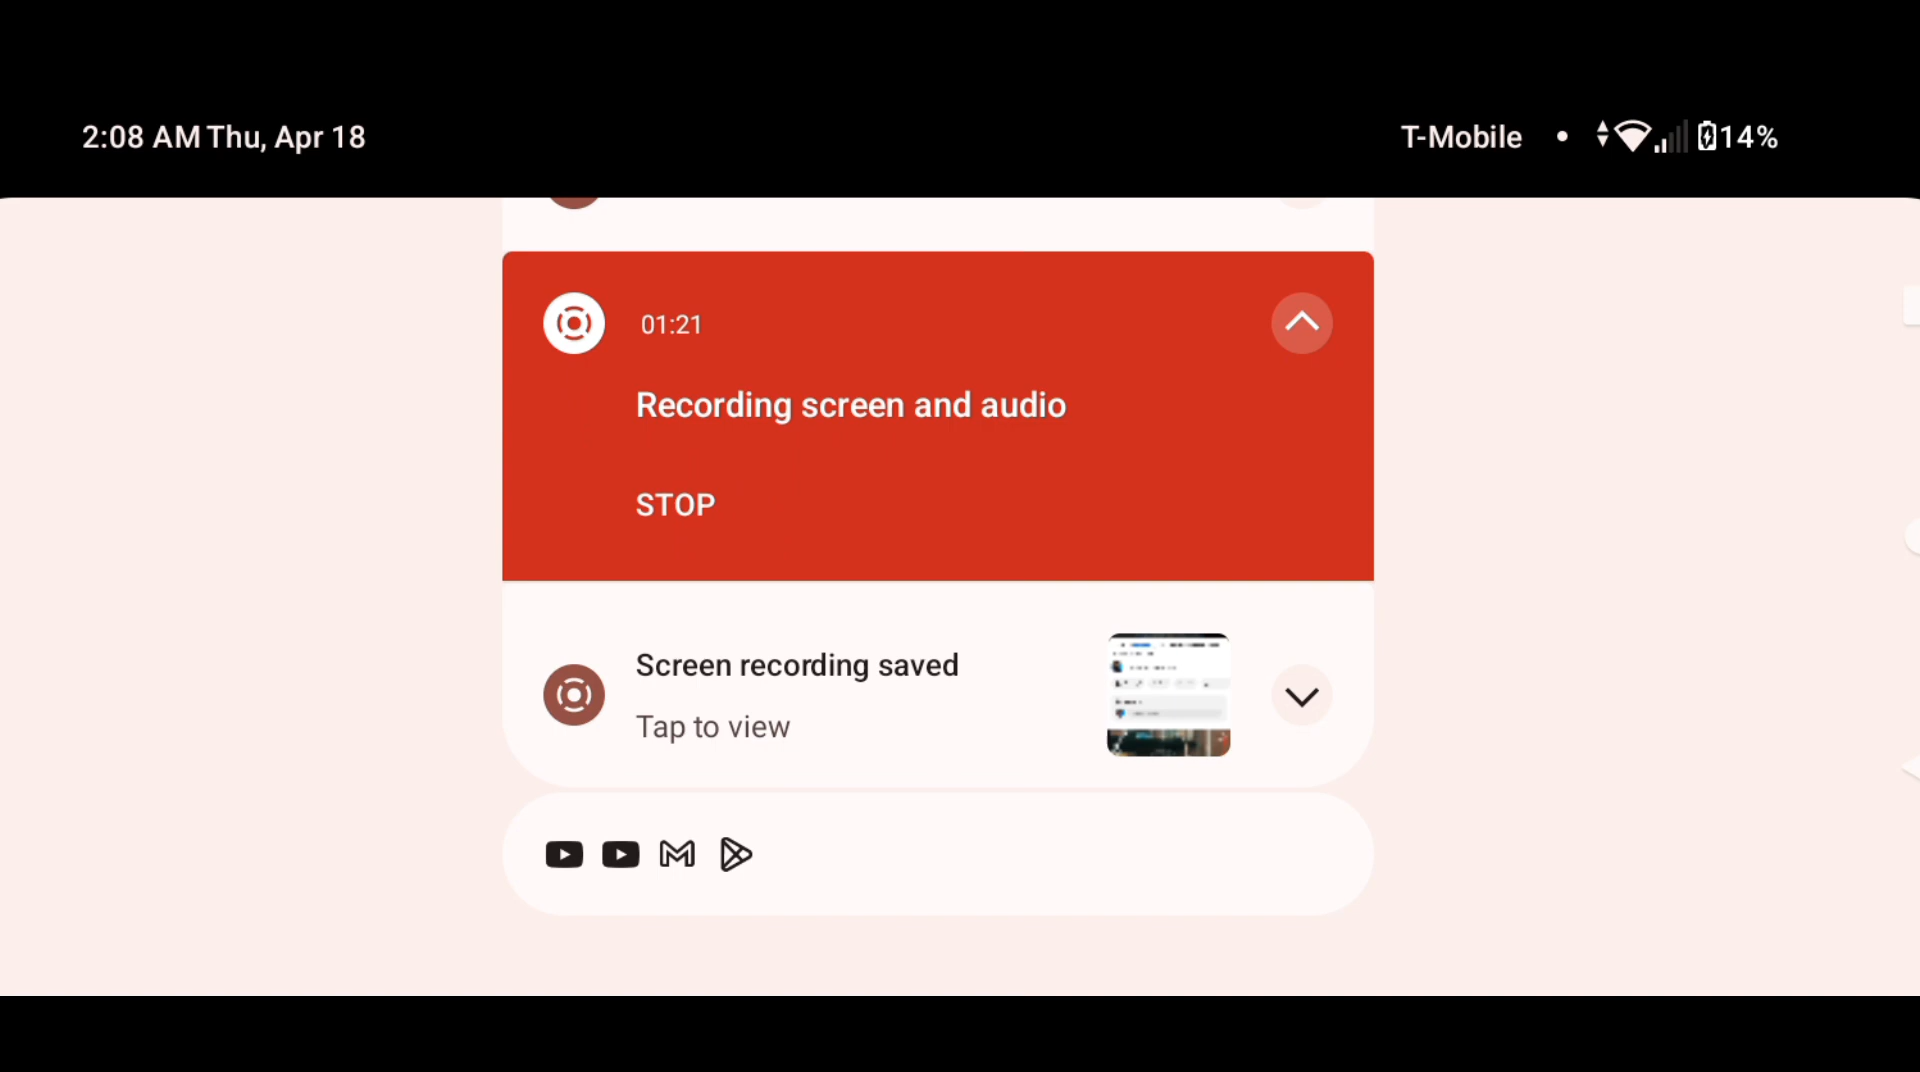 2:08 AM Thu, Apr 18
T-Mobile • 14%
01:21
Recording screen and audio
STOP
Screen recording saved
Tap to view